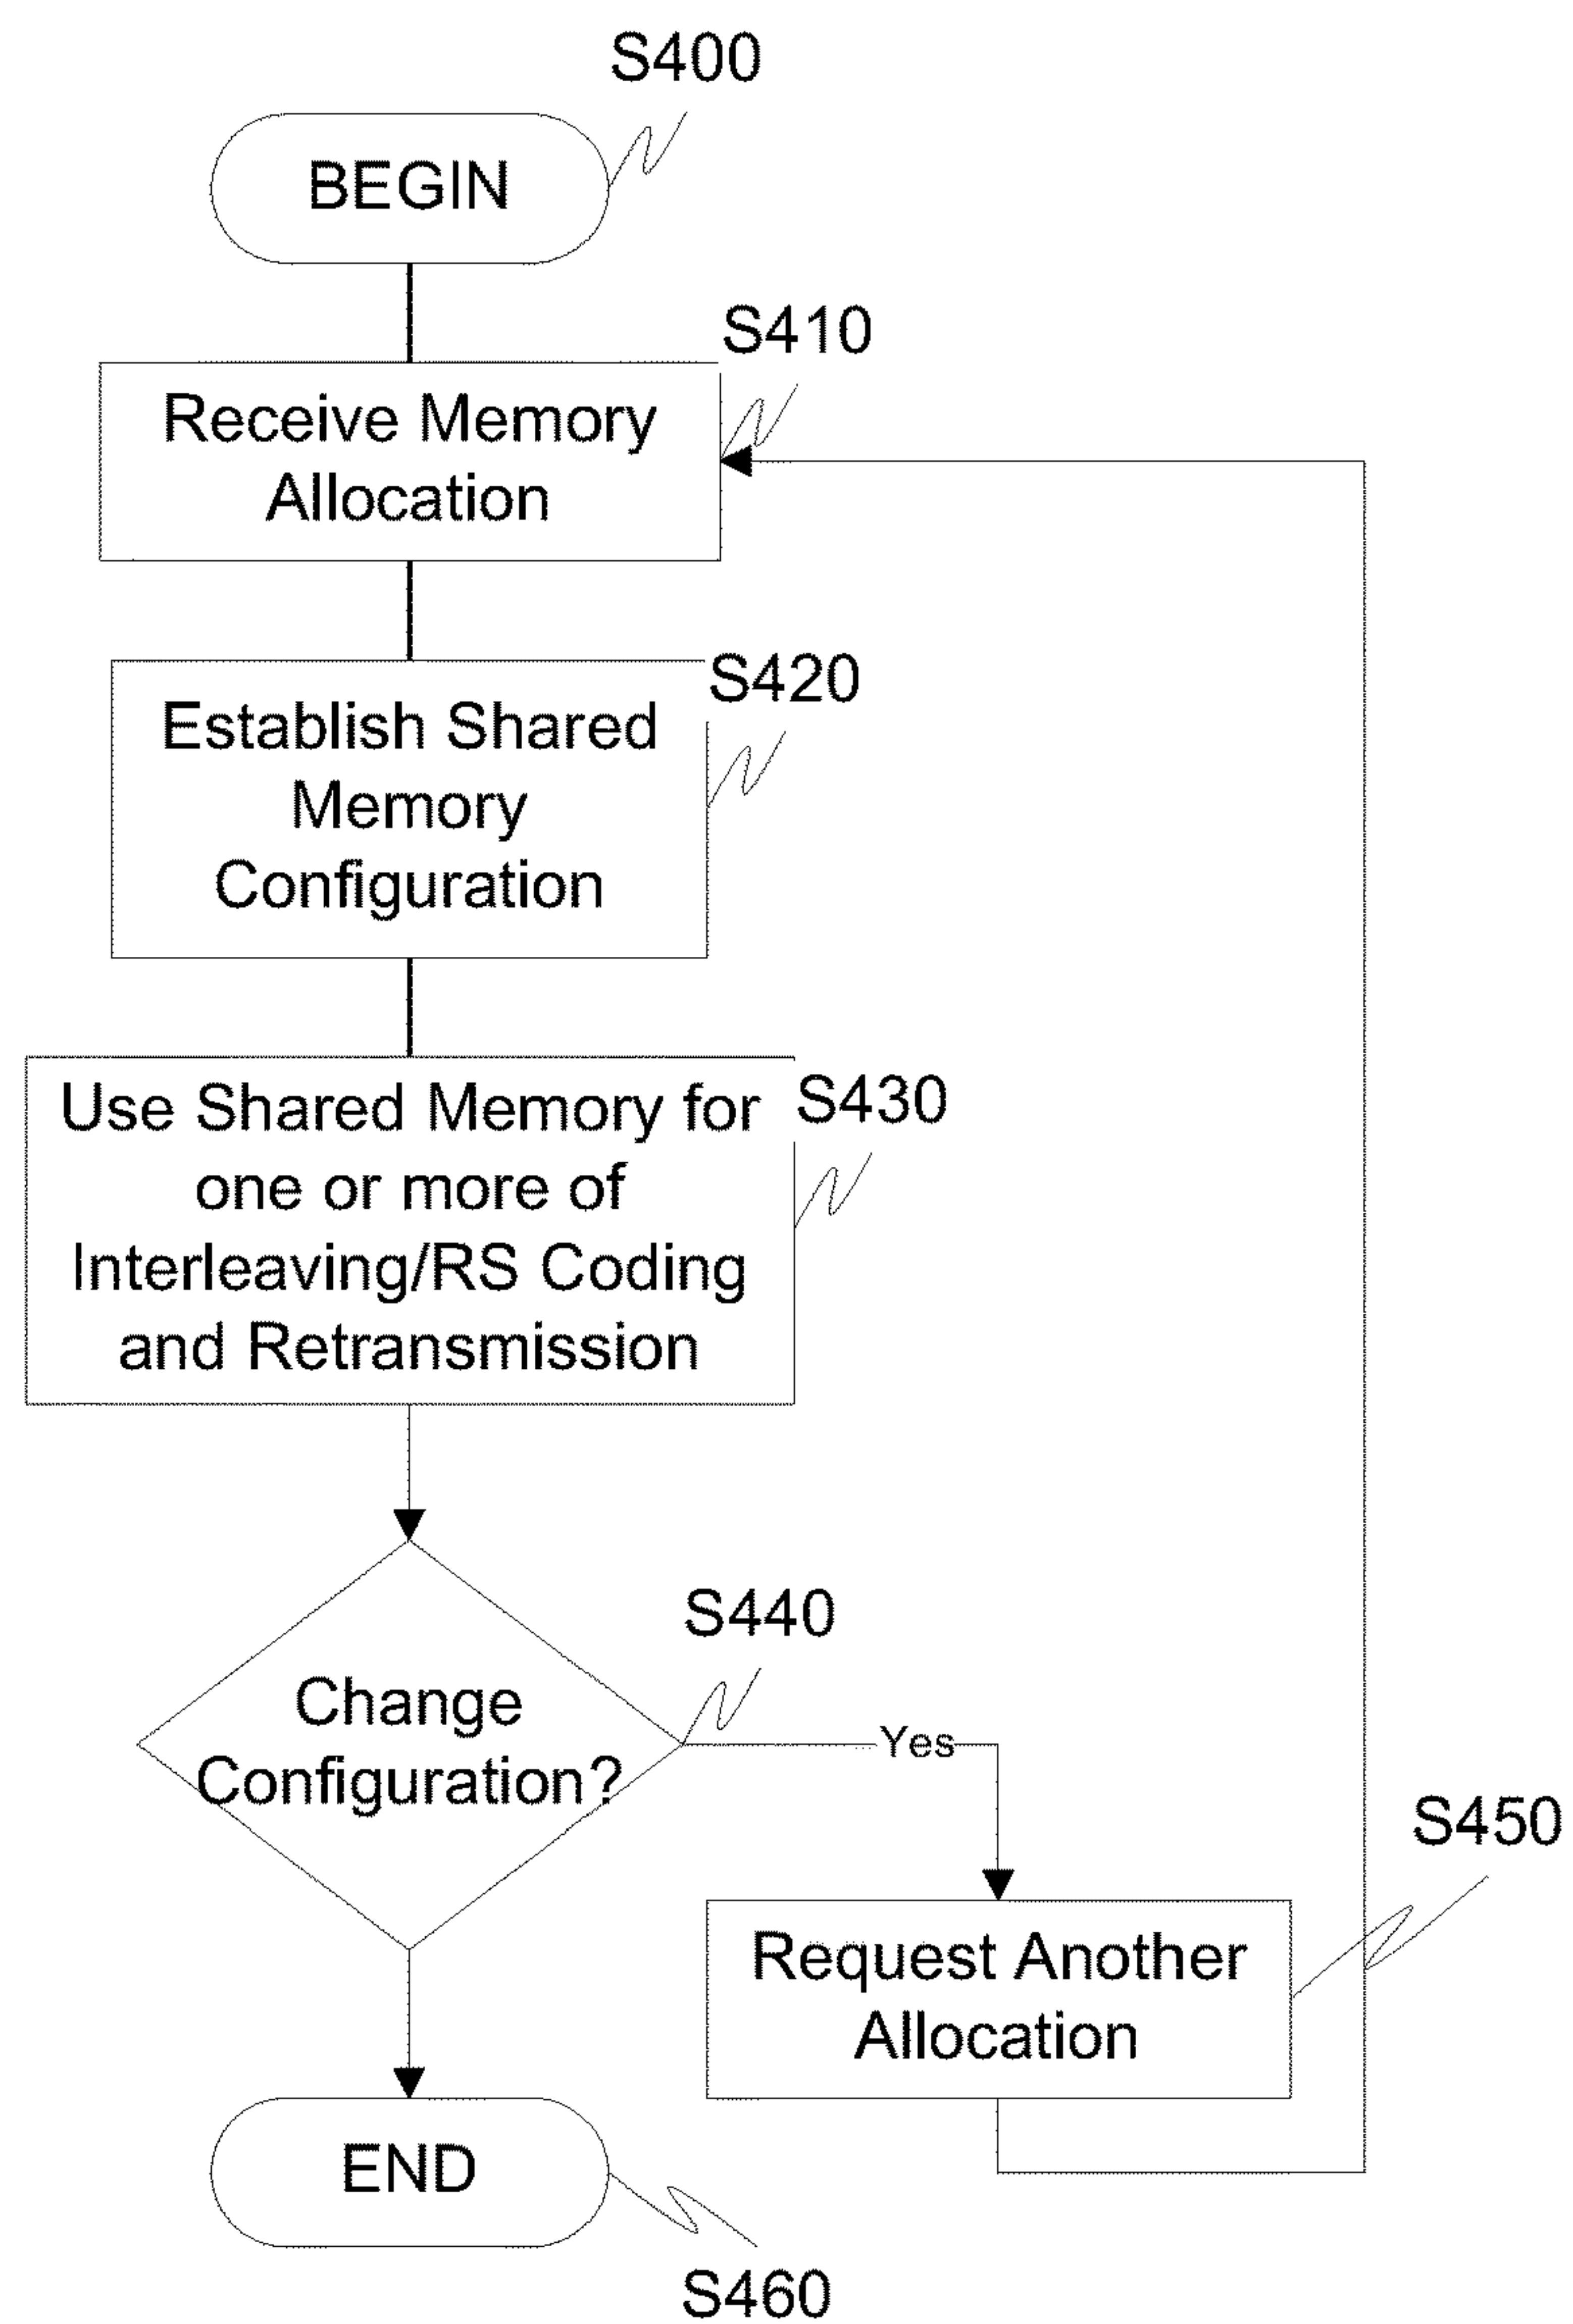 S400
BEGIN
S410
Receive Memory
Allocation
S420
Establish Shared
Memory
Configuration
S430
Use Shared Memory for
one or more of
Interleaving/RS Coding
and Retransmission
S440
Change
Configuration?
Yes
S450
Request Another
Allocation
END
S460